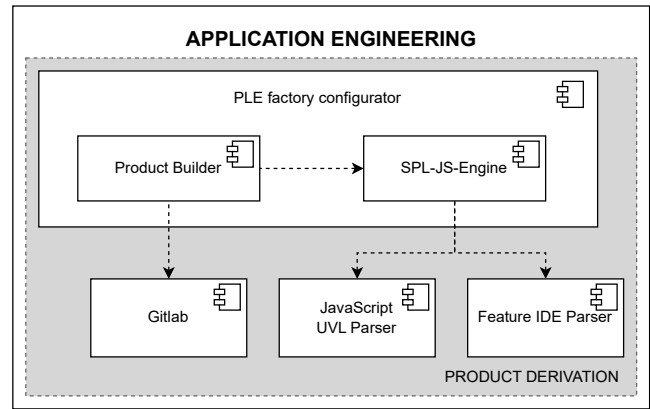 APPLICATION ENGINEERING
PLE factory configurator
Product Builder
SPL-JS-Engine
Gitlab
JavaScript
UVL Parser
Feature IDE Parser
PRODUCT DERIVATION